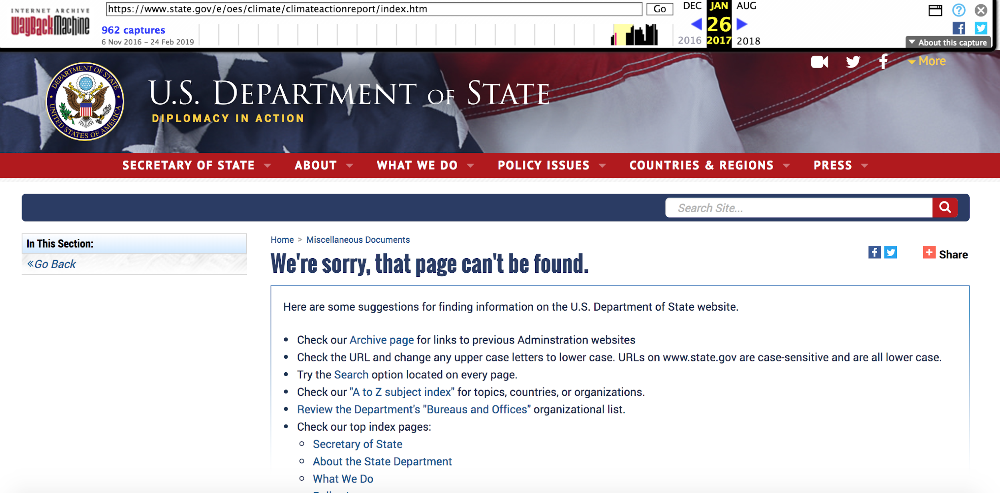 INTERNET ARCHIVE
WayBackMachine
https://www.state.gov/e/oes/climate/climateactionreport/index.htm
Go
DEC JAN AUG
962 captures
26
6 Nov 2016 – 24 Feb 2019
2016 2017 2018
About this capture
More
DEPARTMENT OF STATE
UNITED STATES OF AMERICA
U.S. DEPARTMENT OF STATE
DIPLOMACY IN ACTION
SECRETARY OF STATE ABOUT WHAT WE DO POLICY ISSUES COUNTRIES & REGIONS PRESS
Search Site...
In This Section:
«Go Back
Home > Miscellaneous Documents
We're sorry, that page can't be found.
Share
Here are some suggestions for finding information on the U.S. Department of State website.
• Check our Archive page for links to previous Adminstration websites
• Check the URL and change any upper case letters to lower case. URLs on www.state.gov are case-sensitive and are all lower case.
• Try the Search option located on every page.
• Check our "A to Z subject index" for topics, countries, or organizations.
• Review the Department's "Bureaus and Offices" organizational list.
• Check our top index pages:
○ Secretary of State
○ About the State Department
○ What We Do